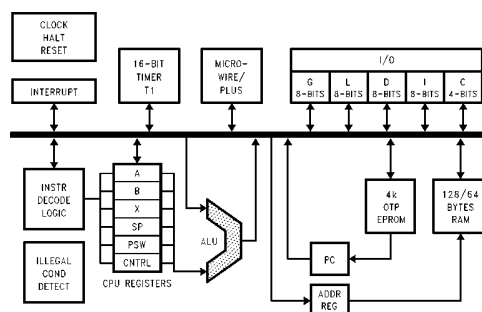 CLOCK
HALT
RESET
INTERRUPT
16-BIT
TIMER
T1
MICRO-
WIRE/
PLUS
I/O
G
8-BITS
L
8-BITS
D
8-BITS
I
8-BITS
C
4-BITS
INSTR
DECODE
LOGIC
ILLEGAL
COND
DETECT
A
B
X
SP
PSW
CNTRL
CPU REGISTERS
ALU
4k
OTP
EPROM
128/64
BYTES
RAM
PC
ADDR
REG